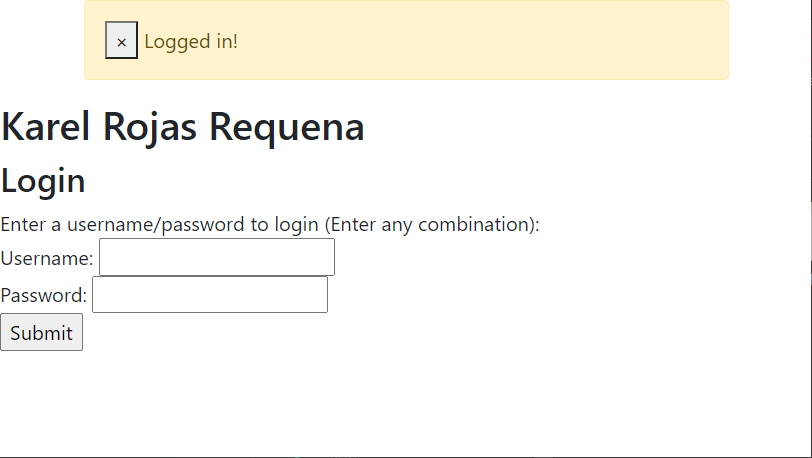 × Logged in!
Karel Rojas Requena
Login
Enter a username/password to login (Enter any combination):
Username:
Password:
Submit